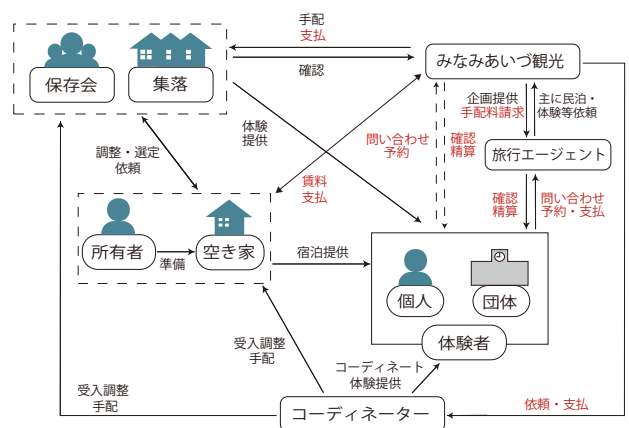 手配
支払
確認
みなみあいづ観光
保存会
集落
企画提供
手配料請求
主に民泊・
体験等依頼
体験
提供
問い合わせ
予約
確認
精算
旅行エージェント
調整・選定
依頼
賃料
支払
確認
精算
問い合わせ
予約・支払
所有者
準備
空き家
宿泊提供
個人
団体
体験者
受入調整
手配
コーディネート
体験提供
受入調整
手配
コーディネーター
依頼・支払